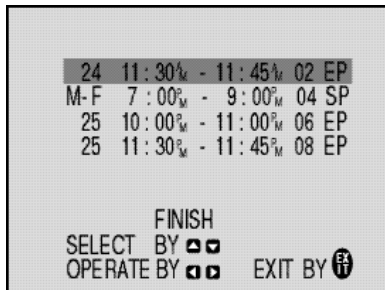 24 11:30AM - 11:45AM 02 EP
M-F 7:00PM - 9:00PM 04 SP
25 10:00PM - 11:00PM 06 EP
25 11:30PM - 11:45PM 08 EP
FINISH
SELECT BY ▲▼
OPERATE BY ◀▶ EXIT BY EXIT